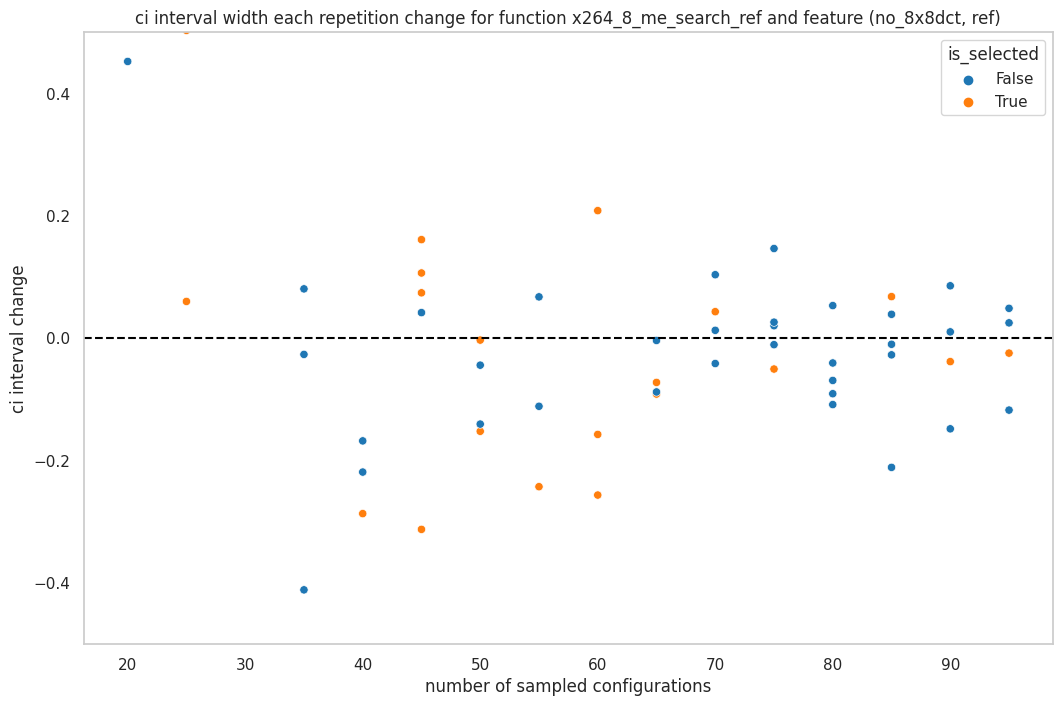 ci interval width each repetition change for function x264_8_me_search_ref and feature (no_8x8dct, ref)
is_selected
False
True
ci interval change
0.4
0.2
0.0
−0.2
−0.4
20
30
40
50
60
70
80
90
number of sampled configurations